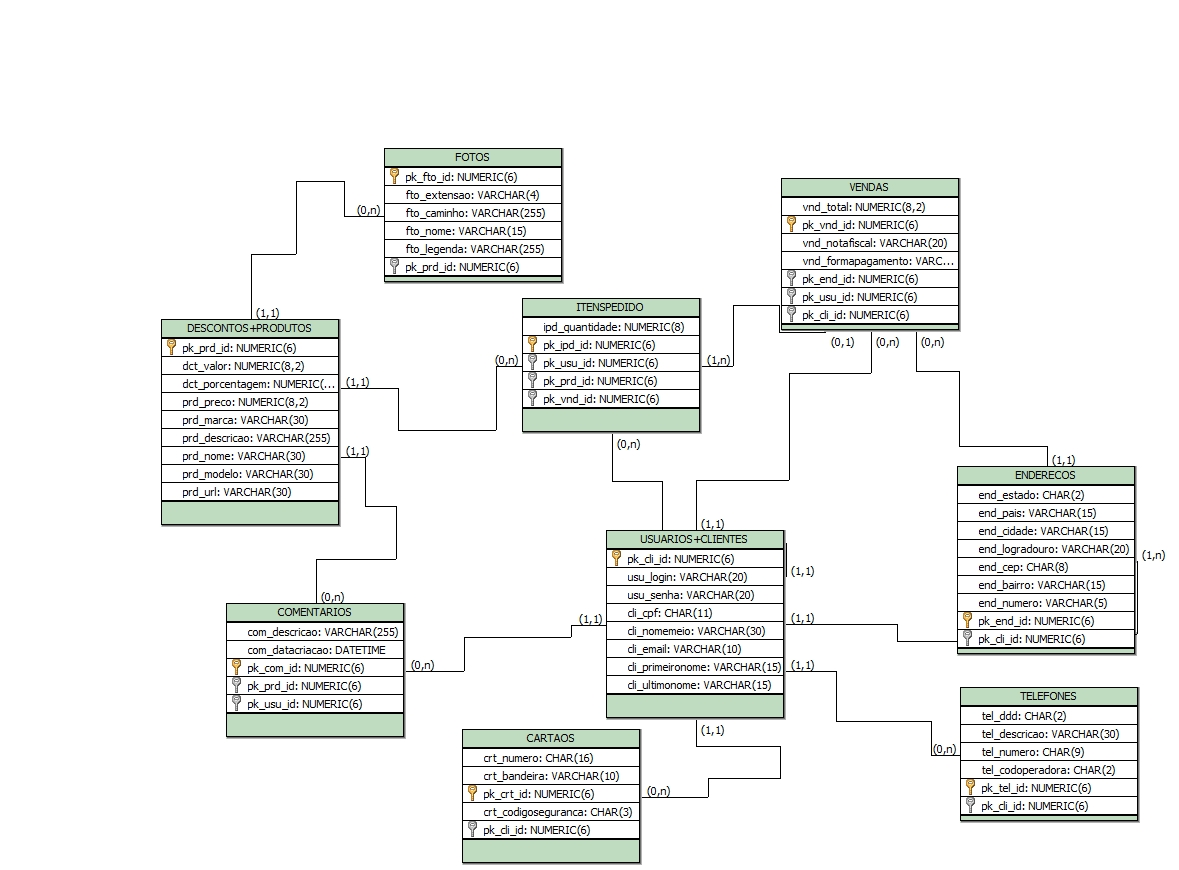 FOTOS
pk_fto_id: NUMERIC(6)
fto_extensao: VARCHAR(4)
fto_caminho: VARCHAR(255)
fto_nome: VARCHAR(15)
fto_legenda: VARCHAR(255)
pk_prd_id: NUMERIC(6)
(0,n)
(1,1)
VENDAS
vnd_total: NUMERIC(8,2)
pk_vnd_id: NUMERIC(6)
vnd_notafiscal: VARCHAR(20)
vnd_formapagamento: VARC...
pk_end_id: NUMERIC(6)
pk_usu_id: NUMERIC(6)
pk_cli_id: NUMERIC(6)
(0,1)
(0,n)
(0,n)
ITENSPEDIDO
ipd_quantidade: NUMERIC(8)
pk_ipd_id: NUMERIC(6)
pk_usu_id: NUMERIC(6)
pk_prd_id: NUMERIC(6)
pk_vnd_id: NUMERIC(6)
(0,n)
(1,n)
(0,n)
DESCONTOS+PRODUTOS
pk_prd_id: NUMERIC(6)
dct_valor: NUMERIC(8,2)
dct_porcentagem: NUMERIC(...
prd_preco: NUMERIC(8,2)
prd_marca: VARCHAR(30)
prd_descricao: VARCHAR(255)
prd_nome: VARCHAR(30)
prd_modelo: VARCHAR(30)
prd_url: VARCHAR(30)
(1,1)
(1,1)
(1,1)
ENDERECOS
end_estado: CHAR(2)
end_pais: VARCHAR(15)
end_cidade: VARCHAR(15)
end_logradouro: VARCHAR(20)
end_cep: CHAR(8)
end_bairro: VARCHAR(15)
end_numero: VARCHAR(5)
pk_end_id: NUMERIC(6)
pk_cli_id: NUMERIC(6)
(1,n)
(1,1)
USUARIOS+CLIENTES
pk_cli_id: NUMERIC(6)
usu_login: VARCHAR(20)
usu_senha: VARCHAR(20)
cli_cpf: CHAR(11)
cli_nomemeio: VARCHAR(30)
cli_email: VARCHAR(10)
cli_primeironome: VARCHAR(15)
cli_ultimonome: VARCHAR(15)
(1,1)
(1,1)
(1,1)
(1,1)
(1,1)
(0,n)
COMENTARIOS
com_descricao: VARCHAR(255)
com_datacriacao: DATETIME
pk_com_id: NUMERIC(6)
pk_prd_id: NUMERIC(6)
pk_usu_id: NUMERIC(6)
(0,n)
TELEFONES
tel_ddd: CHAR(2)
tel_descricao: VARCHAR(30)
tel_numero: CHAR(9)
tel_codoperadora: CHAR(2)
pk_tel_id: NUMERIC(6)
pk_cli_id: NUMERIC(6)
(0,n)
CARTAOS
crt_numero: CHAR(16)
crt_bandeira: VARCHAR(10)
pk_crt_id: NUMERIC(6)
crt_codigoseguranca: CHAR(3)
pk_cli_id: NUMERIC(6)
(0,n)